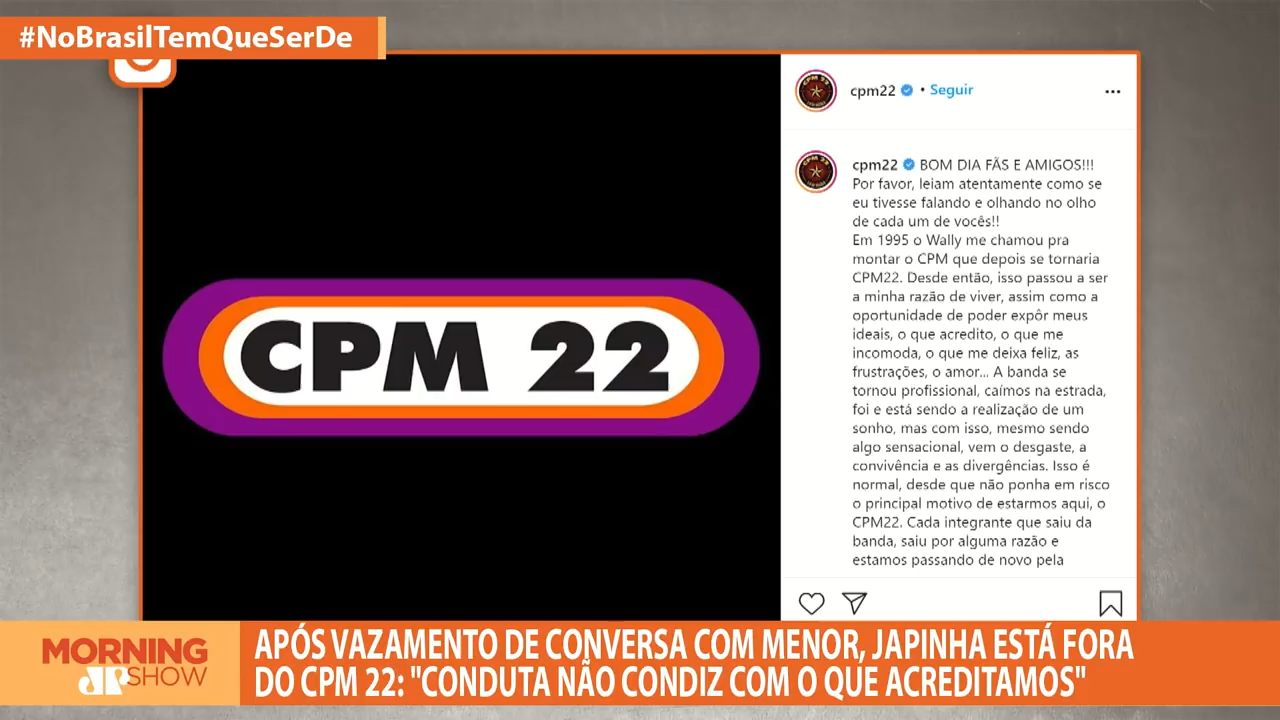 #NoBrasilTemQueSerDe
CPM 22
cpm22 • Seguir
cpm22 BOM DIA FÃS E AMIGOS!!!
Por favor, leiam atentamente como se
eu tivesse falando e olhando no olho
de cada um de vocês!!
Em 1995 o Wally me chamou pra
montar o CPM que depois se tornaria
CPM22. Desde então, isso passou a ser
a minha razão de viver, assim como a
oportunidade de poder expôr meus
ideais, o que acredito, o que me
incomoda, o que me deixa feliz, as
frustrações, o amor... A banda se
tornou profissional, caímos na estrada,
foi e está sendo a realização de um
sonho, mas com isso, mesmo sendo
algo sensacional, vem o desgaste, a
convivência e as divergências. Isso é
normal, desde que não ponha em risco
o principal motivo de estarmos aqui, o
CPM22. Cada integrante que saiu da
banda, saiu por alguma razão e
estamos passando de novo pela
MORNING
JP SHOW
APÓS VAZAMENTO DE CONVERSA COM MENOR, JAPINHA ESTÁ FORA
DO CPM 22: "CONDUTA NÃO CONDIZ COM O QUE ACREDITAMOS"